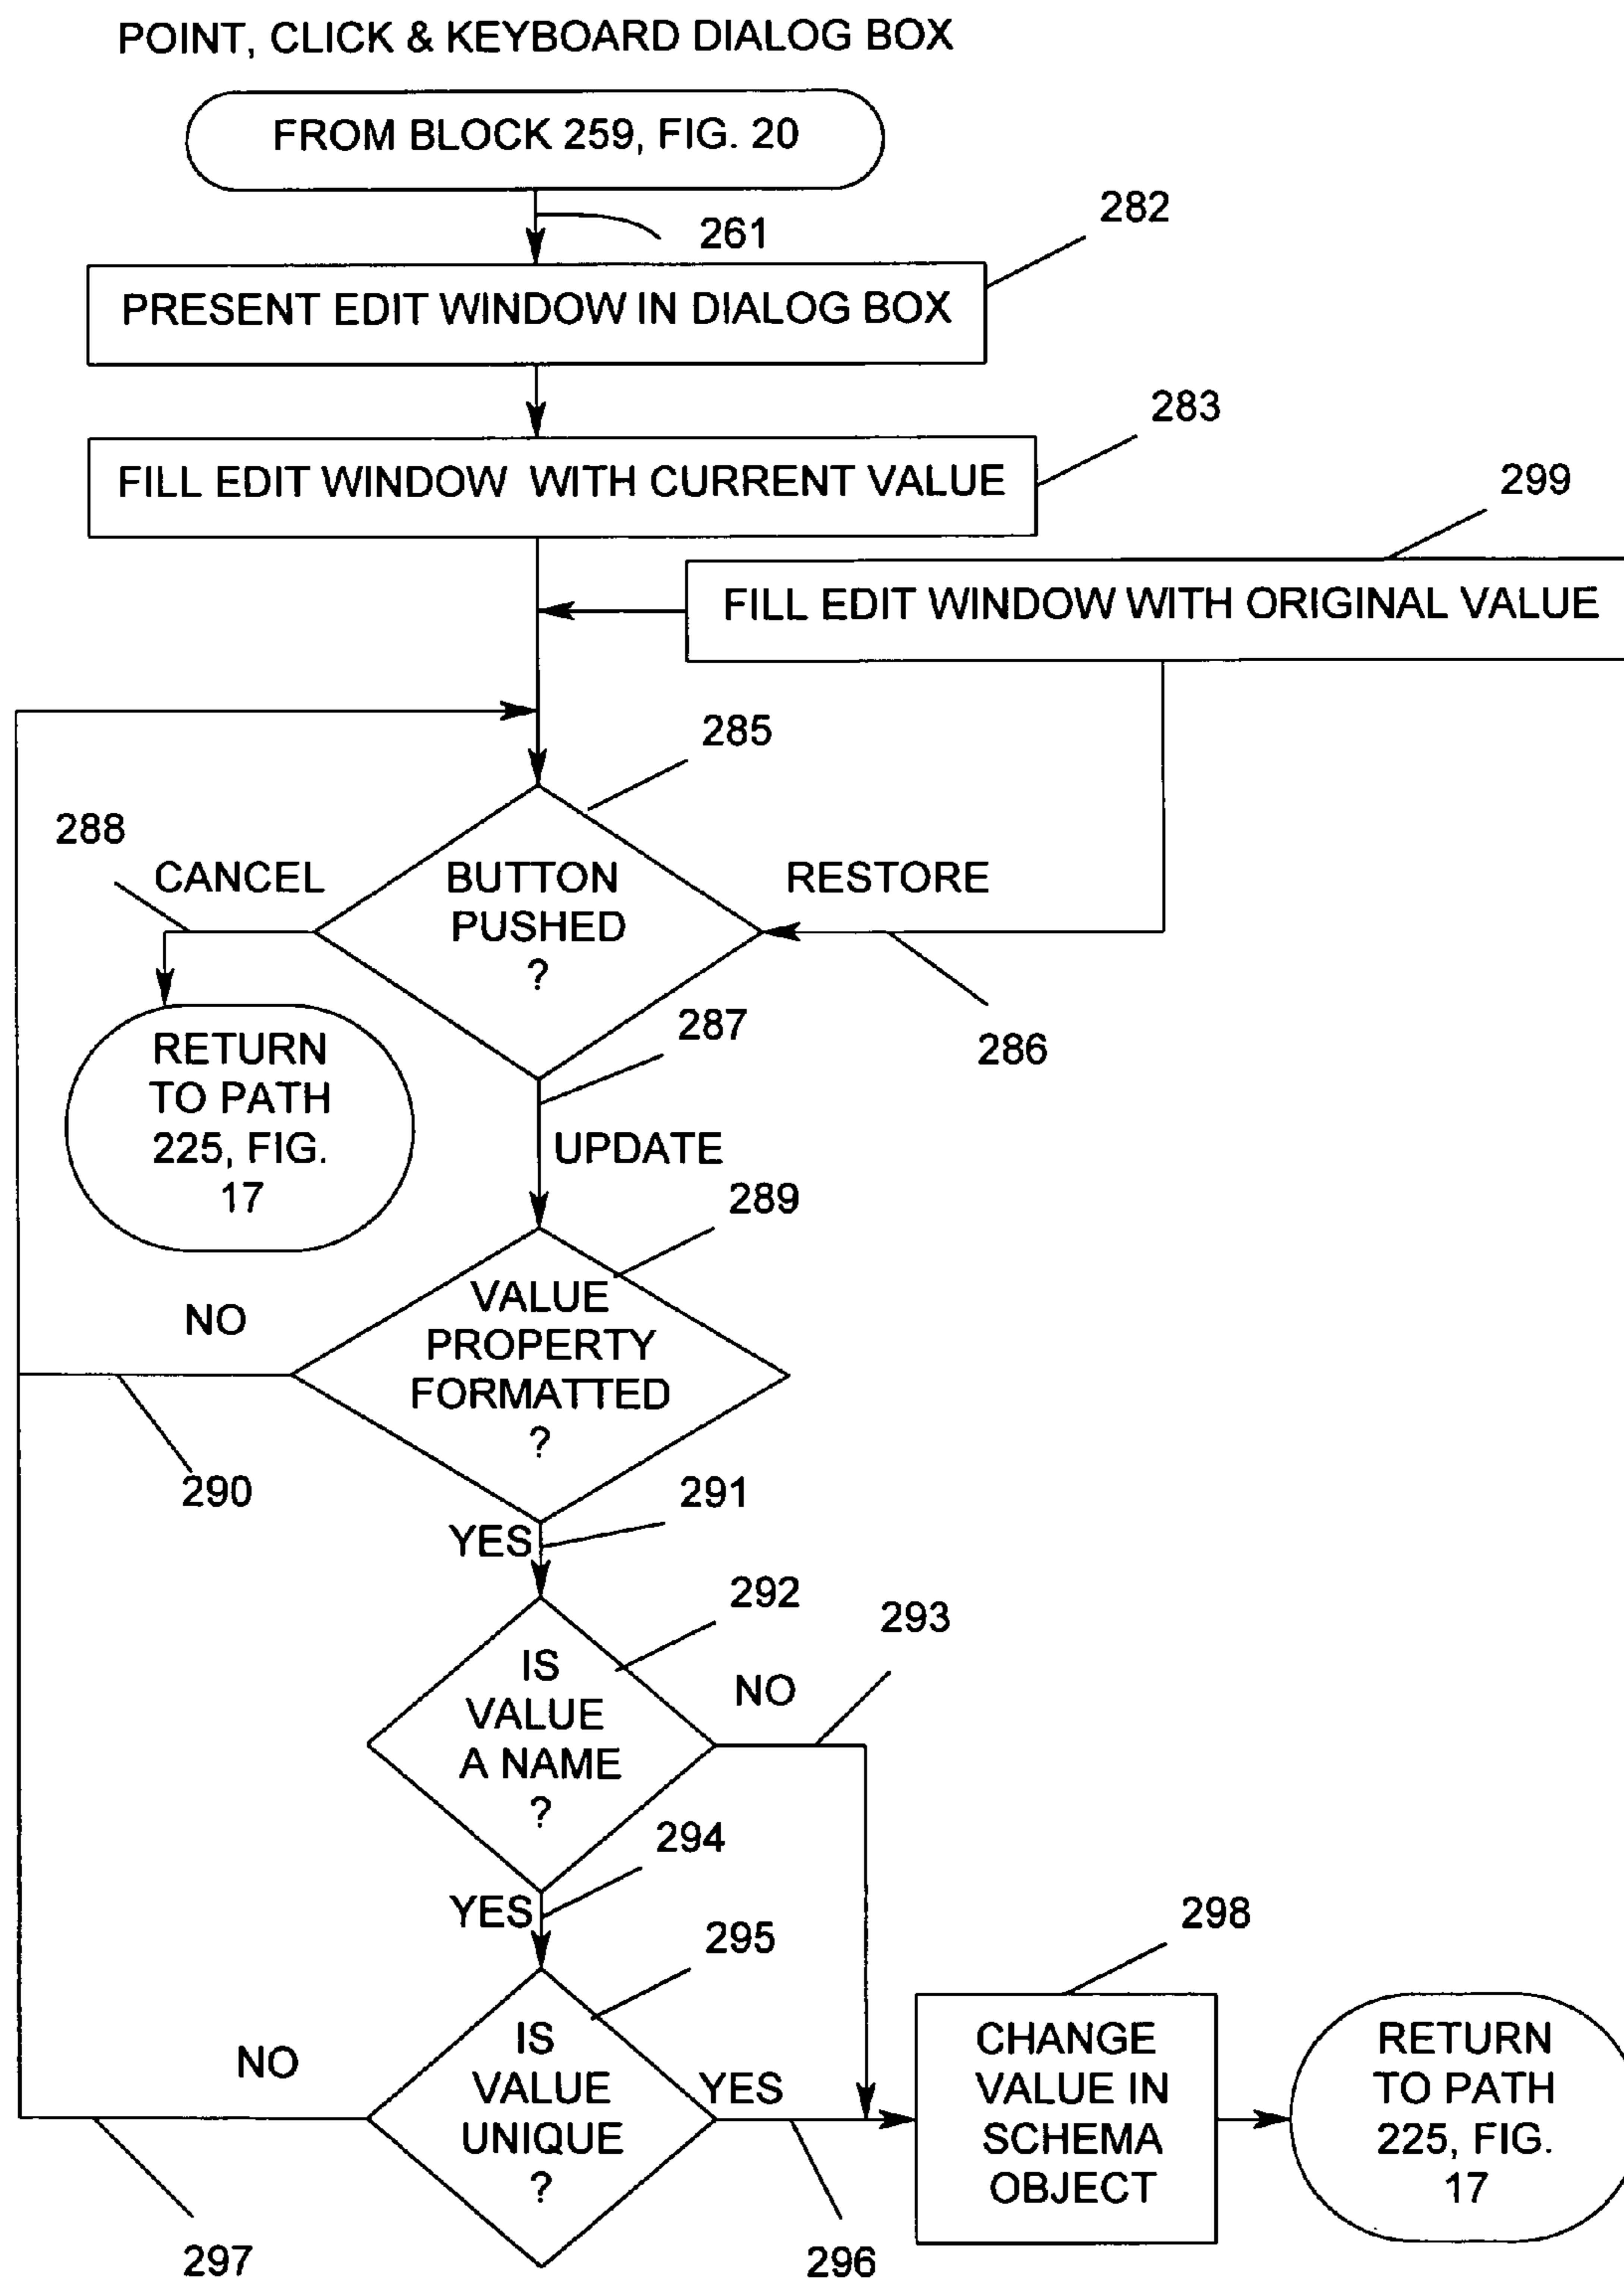 POINT, CLICK & KEYBOARD DIALOG BOX
FROM BLOCK 259, FIG. 20
261
282
PRESENT EDIT WINDOW IN DIALOG BOX
283
FILL EDIT WINDOW WITH CURRENT VALUE
299
FILL EDIT WINDOW WITH ORIGINAL VALUE
285
288
CANCEL
BUTTON
PUSHED
?
RESTORE
286
287
RETURN
TO PATH
225, FIG.
17
UPDATE
289
VALUE
PROPERTY
FORMATTED
?
NO
290
291
YES
292
293
IS
VALUE
A NAME
?
NO
294
YES
295
298
IS
VALUE
UNIQUE
?
NO
YES
297
296
CHANGE
VALUE IN
SCHEMA
OBJECT
RETURN
TO PATH
225, FIG.
17